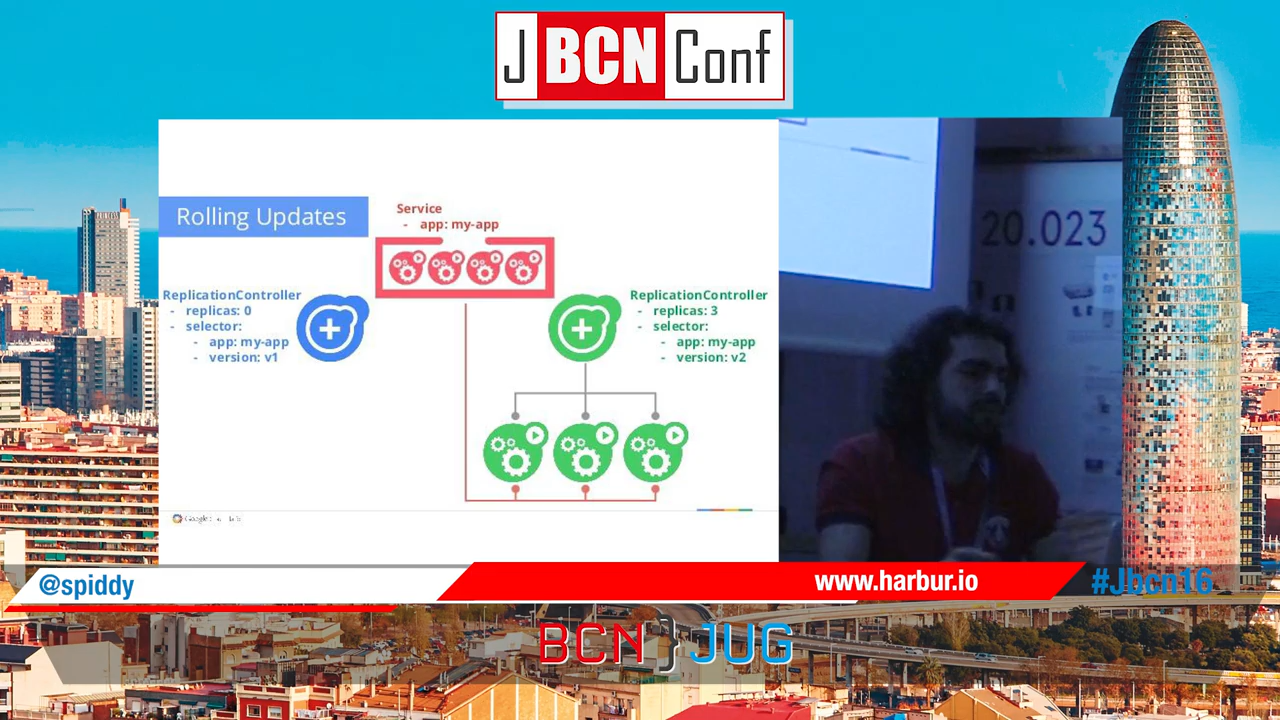 J BCN Conf
Rolling Updates
Service
- app: my-app
ReplicationController
- replicas: 0
- selector:
- app: my-app
- version: v1
ReplicationController
- replicas: 3
- selector:
- app: my-app
- version: v2
20.023
Google
@spiddy
www.harbur.io
#Jbcn16
BCN JUG